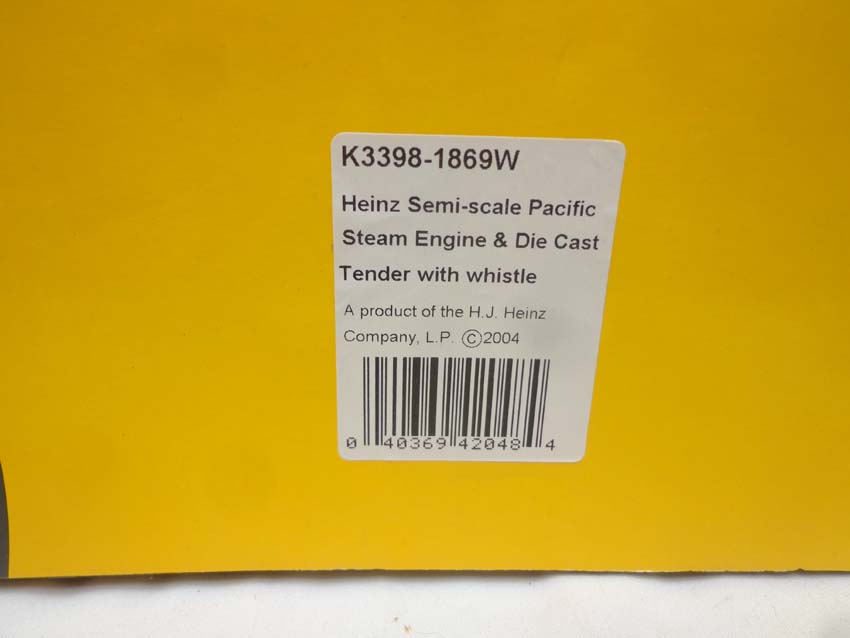 K3398-1869W
Heinz Semi-scale Pacific
Steam Engine & Die Cast
Tender with whistle
A product of the H.J. Heinz
Company, L.P. ©2004
0 40369 42048 4